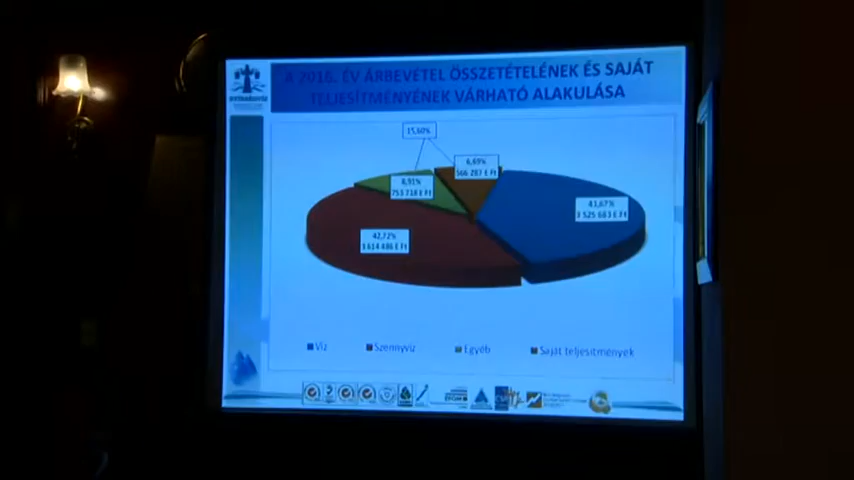 A 2016. ÉV ÁRBEVÉTEL ÖSSZETÉTELÉNEK ÉS SAJÁT
TELJESÍTMÉNYÉNEK VÁRHATÓ ALAKULÁSA
15,60%
6,69%
566 287 E Ft
8,91%
753 718 E Ft
41,67%
3 525 683 E Ft
42,72%
3 614 486 E Ft
Víz
Szennyvíz
Egyéb
Saját teljesítmények